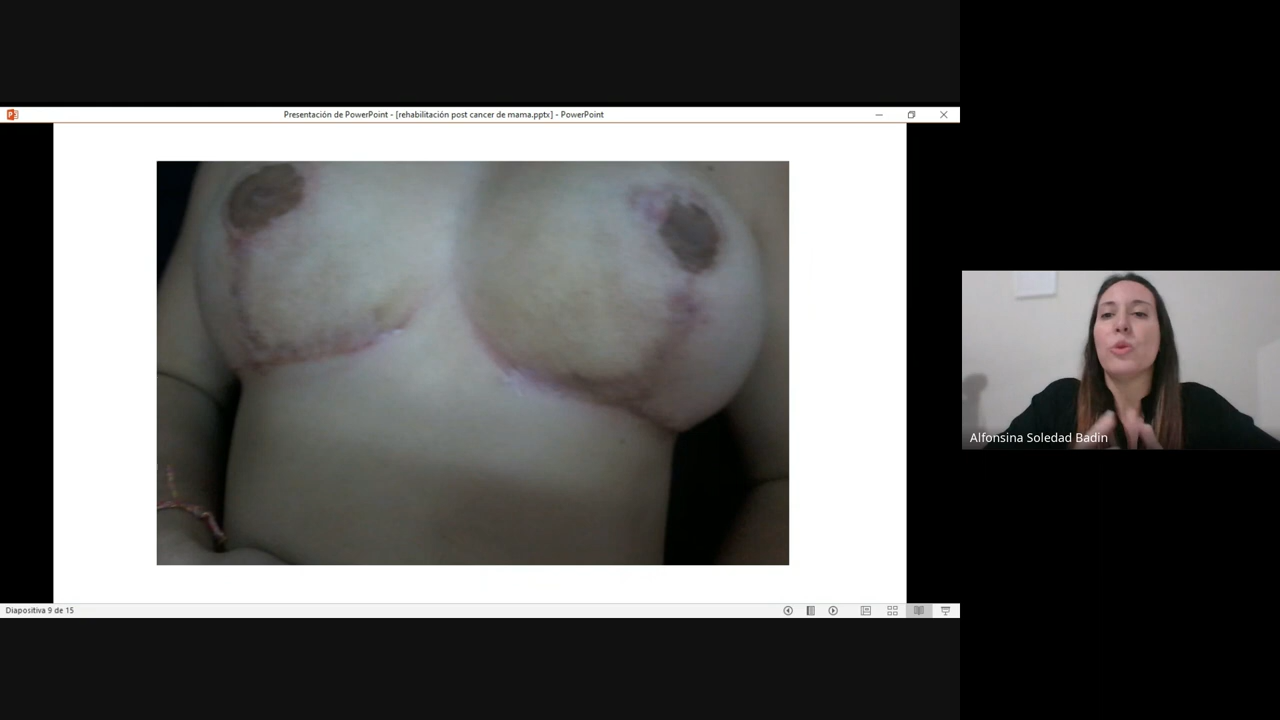 Presentación de PowerPoint - [rehabilitación post cancer de mama.pptx] - PowerPoint
Alfonsina Soledad Badin
Diapositiva 9 de 15